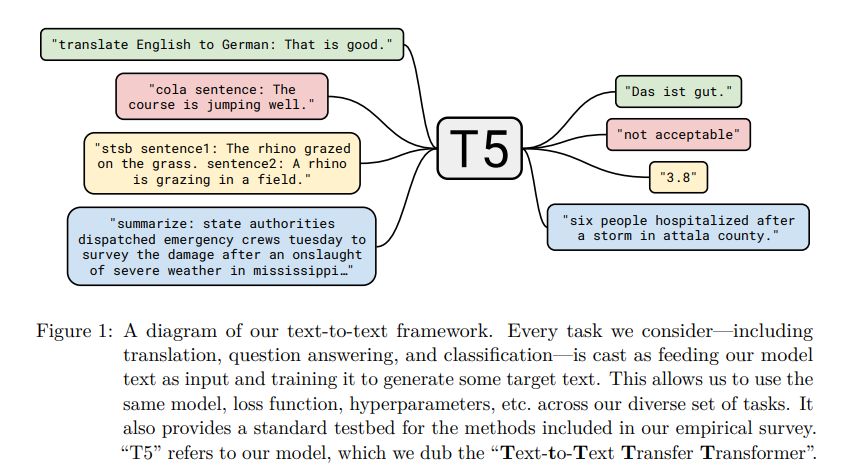 "translate English to German: That is good."
"cola sentence: The
course is jumping well."
"stsb sentence1: The rhino grazed
on the grass. sentence2: A rhino
is grazing in a field."
"summarize: state authorities
dispatched emergency crews tuesday to
survey the damage after an onslaught
of severe weather in mississippi…"
T5
"Das ist gut."
"not acceptable"
"3.8"
"six people hospitalized after
a storm in attala county."
Figure 1: A diagram of our text-to-text framework. Every task we consider—including
translation, question answering, and classification—is cast as feeding our model
text as input and training it to generate some target text. This allows us to use the
same model, loss function, hyperparameters, etc. across our diverse set of tasks. It
also provides a standard testbed for the methods included in our empirical survey.
“T5” refers to our model, which we dub the “Text-to-Text Transfer Transformer”.